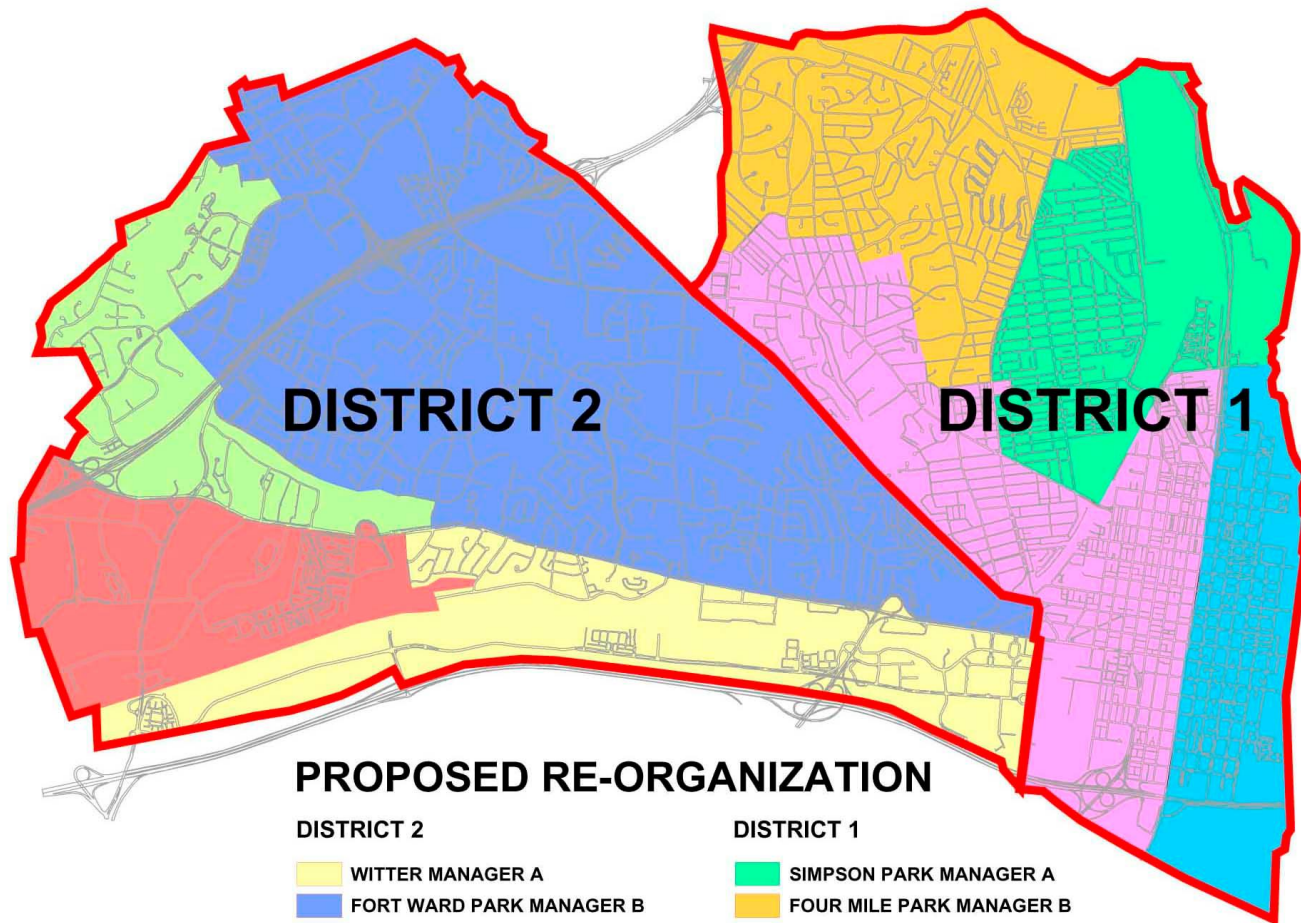 DISTRICT 2
DISTRICT 1
PROPOSED RE-ORGANIZATION
DISTRICT 2
WITTER MANAGER A
FORT WARD PARK MANAGER B
DISTRICT 1
SIMPSON PARK MANAGER A
FOUR MILE PARK MANAGER B